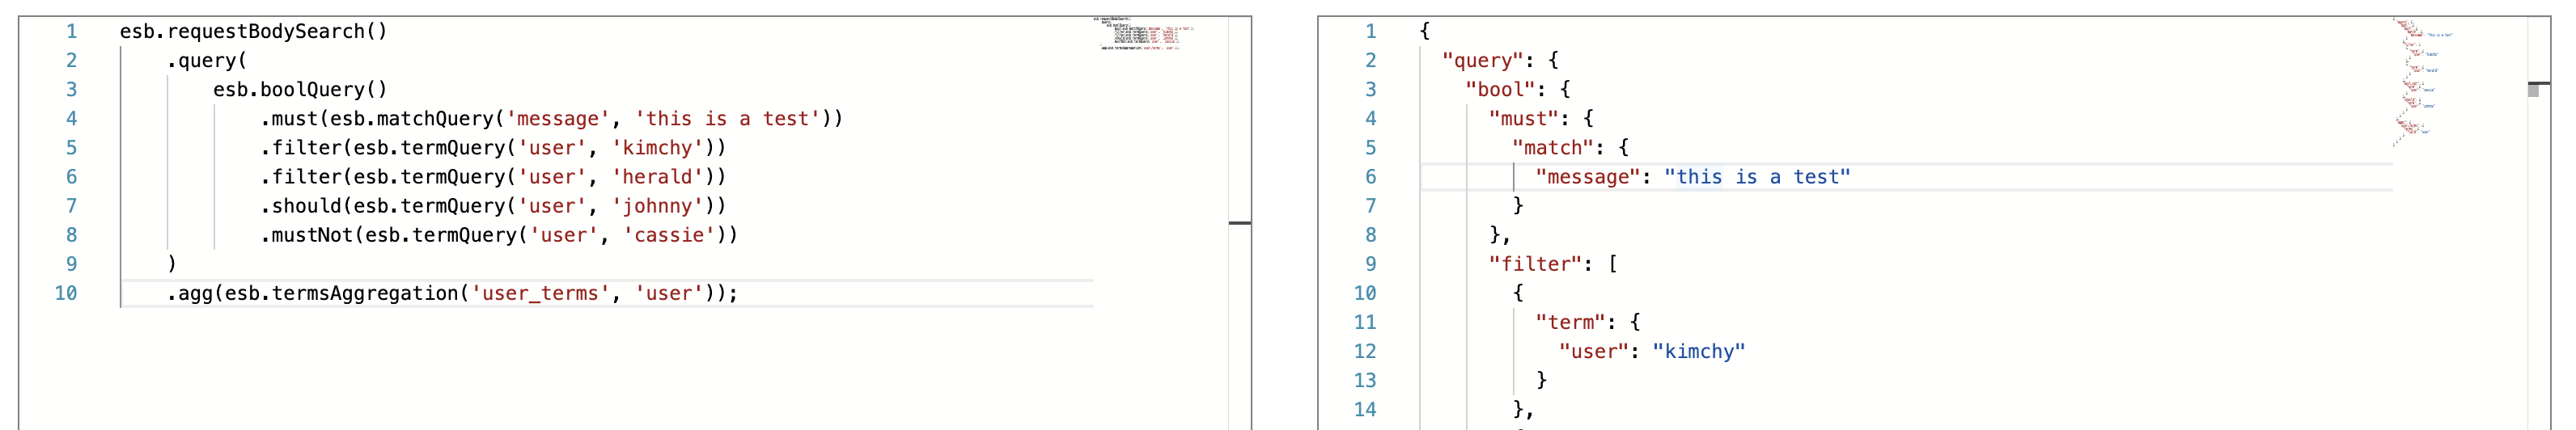 1 esb.requestBodySearch()
2 .query(
3 esb.boolQuery()
4 .must(esb.matchQuery('message', 'this is a test'))
5 .filter(esb.termQuery('user', 'kimchy'))
6 .filter(esb.termQuery('user', 'herald'))
7 .should(esb.termQuery('user', 'johnny'))
8 .mustNot(esb.termQuery('user', 'cassie'))
9 )
10 .agg(esb.termsAggregation('user_terms', 'user'));
1 {
2 "query": {
3 "bool": {
4 "must": {
5 "match": {
6 "message": "this is a test"
7 }
8 },
9 "filter": [
10 {
11 "term": {
12 "user": "kimchy"
13 }
14 },